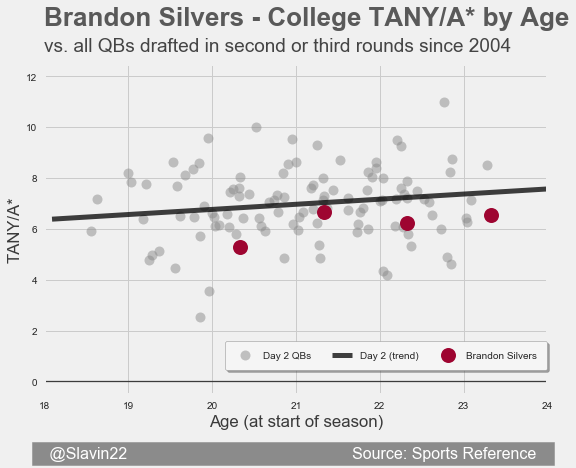 Brandon Silvers - College TANY/A* by Age
vs. all QBs drafted in second or third rounds since 2004
12
10
8
6
4
2
0
TANY/A*
Day 2 QBs
Day 2 (trend)
Brandon Silvers
18 19 20 21 22 23 24
Age (at start of season)
@Slavin22
Source: Sports Reference